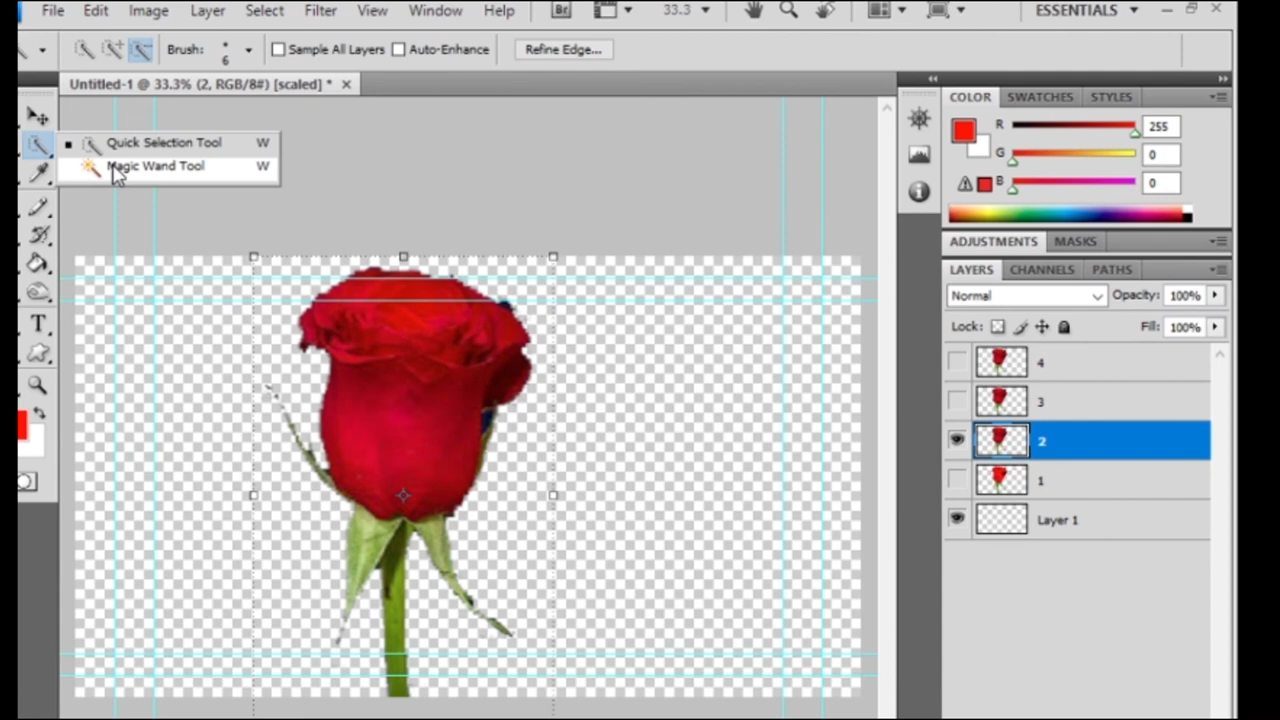 File Edit Image Layer Select Filter View Window Help Br 33.3 ESSENTIALS
Brush: 6 Sample All Layers Auto-Enhance Refine Edge...
Untitled-1 @ 33.3% (2, RGB/8#) [scaled] *
Quick Selection Tool W
Magic Wand Tool W
T
COLOR SWATCHES STYLES
R 255
G 0
B 0
ADJUSTMENTS MASKS
LAYERS CHANNELS PATHS
Normal Opacity: 100%
Lock: Fill: 100%
4
3
2
1
Layer 1